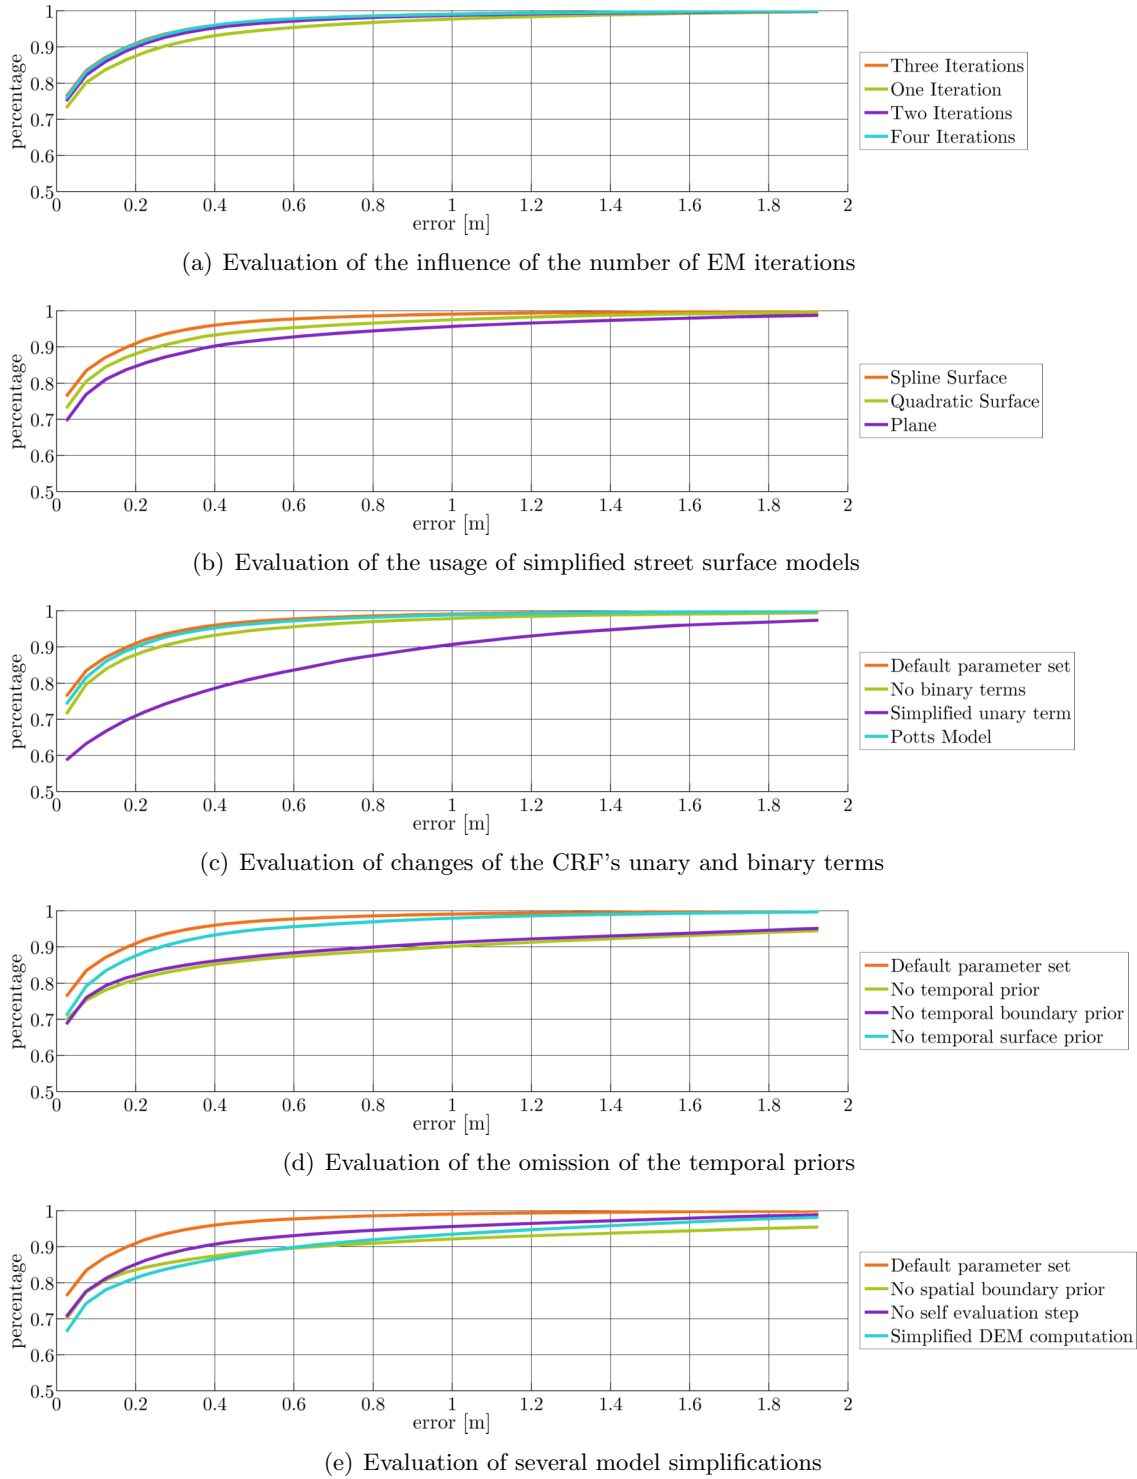 1
0.9
0.8
0.7
0.6
0.5
percentage
0 0.2 0.4 0.6 0.8 1 1.2 1.4 1.6 1.8 2
error [m]
Three Iterations
One Iteration
Two Iterations
Four Iterations
(a) Evaluation of the influence of the number of EM iterations
1
0.9
0.8
0.7
0.6
0.5
percentage
0 0.2 0.4 0.6 0.8 1 1.2 1.4 1.6 1.8 2
error [m]
Spline Surface
Quadratic Surface
Plane
(b) Evaluation of the usage of simplified street surface models
1
0.9
0.8
0.7
0.6
0.5
percentage
0 0.2 0.4 0.6 0.8 1 1.2 1.4 1.6 1.8 2
error [m]
Default parameter set
No binary terms
Simplified unary term
Potts Model
(c) Evaluation of changes of the CRF's unary and binary terms
1
0.9
0.8
0.7
0.6
0.5
percentage
0 0.2 0.4 0.6 0.8 1 1.2 1.4 1.6 1.8 2
error [m]
Default parameter set
No temporal prior
No temporal boundary prior
No temporal surface prior
(d) Evaluation of the omission of the temporal priors
1
0.9
0.8
0.7
0.6
0.5
percentage
0 0.2 0.4 0.6 0.8 1 1.2 1.4 1.6 1.8 2
error [m]
Default parameter set
No spatial boundary prior
No self evaluation step
Simplified DEM computation
(e) Evaluation of several model simplifications